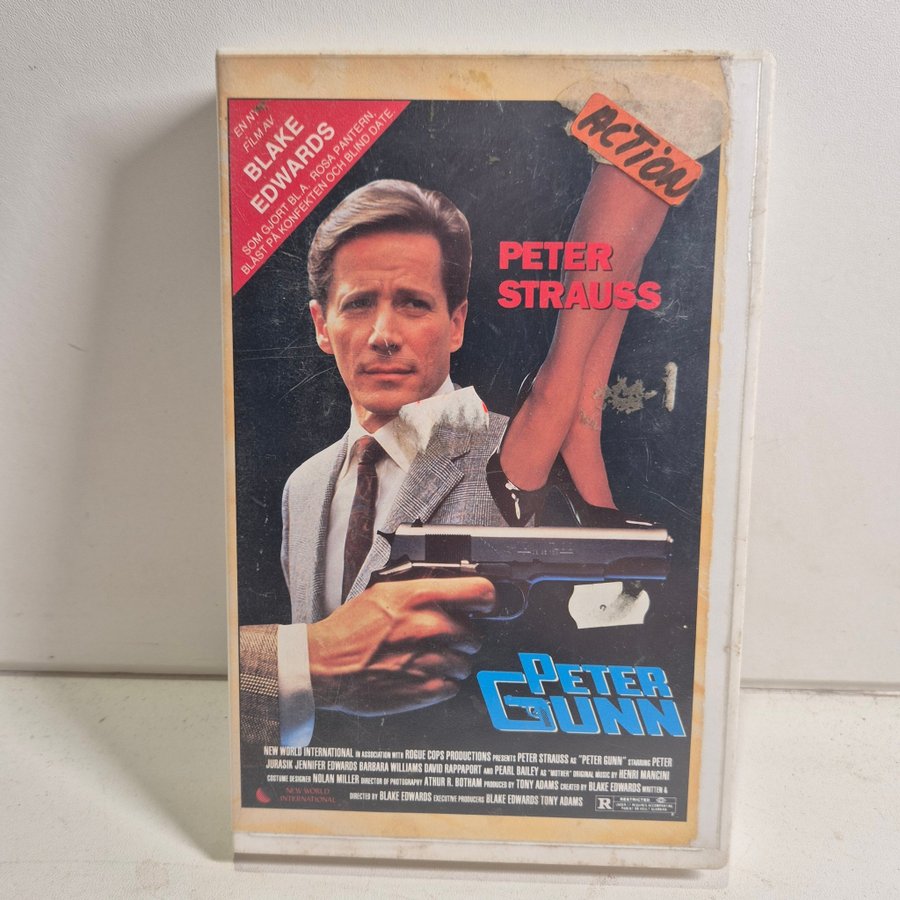 EN NY
FILM AV
BLAKE
EDWARDS
SOM GJORT BL.A. ROSA PANTERN,
BLÅST PÅ KONFEKTEN OCH BLIND DATE.
ACTION
PETER
STRAUSS
-1
PETER
GUNN
NEW WORLD INTERNATIONAL IN ASSOCIATION WITH ROGUE COPS PRODUCTIONS PRESENTS PETER STRAUSS AS "PETER GUNN" STARRING PETER
JURASIK JENNIFER EDWARDS BARBARA WILLIAMS DAVID RAPPAPORT AND PEARL BAILEY AS "MOTHER" ORIGINAL MUSIC BY HENRI MANCINI
COSTUME DESIGNER NOLAN MILLER DIRECTOR OF PHOTOGRAPHY ATHUR R. BOTHAM PRODUCED BY TONY ADAMS CREATED BY BLAKE EDWARDS WRITTEN &
DIRECTED BY BLAKE EDWARDS EXECUTIVE PRODUCERS BLAKE EDWARDS TONY ADAMS
NEW WORLD
INTERNATIONAL
R RESTRICTED